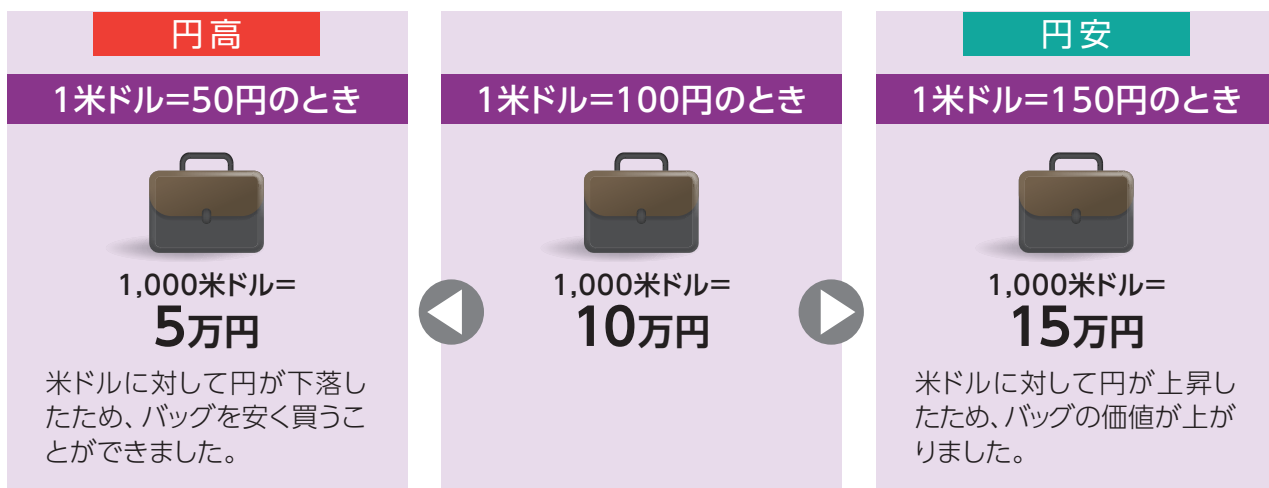 円高
1米ドル=50円のとき
1,000米ドル=
5万円
米ドルに対して円が下落し
たため、バッグを安く買うこ
とができました。
1米ドル=100円のとき
1,000米ドル=
10万円
円安
1米ドル=150円のとき
1,000米ドル=
15万円
米ドルに対して円が上昇し
たため、バッグの価値が上が
りました。